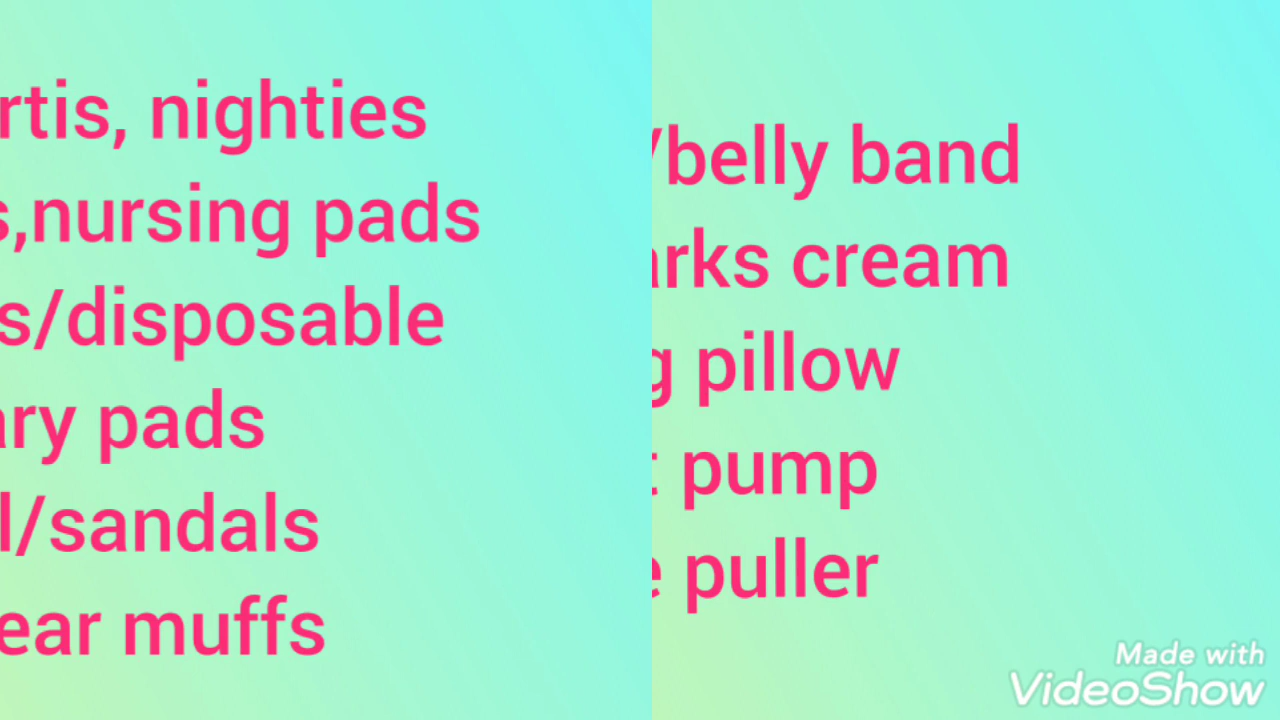 rtis, nighties
s,nursing pads
s/disposable
ary pads
l/sandals
ear muffs
/belly band
arks cream
g pillow
pump
puller
Made with
VideoShow